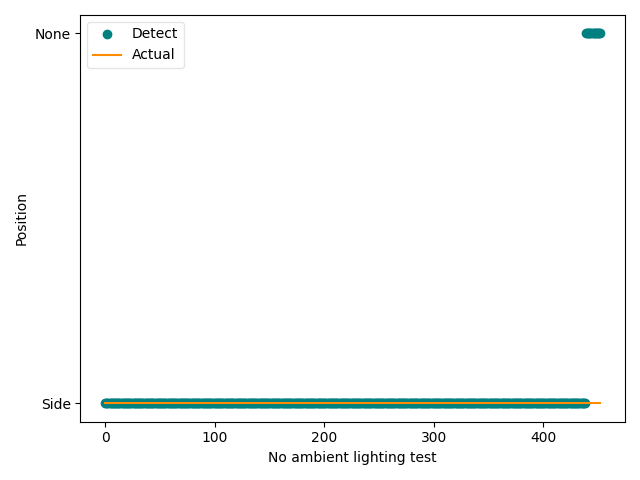 None
Detect
Actual
Position
Side
0 100 200 300 400
No ambient lighting test